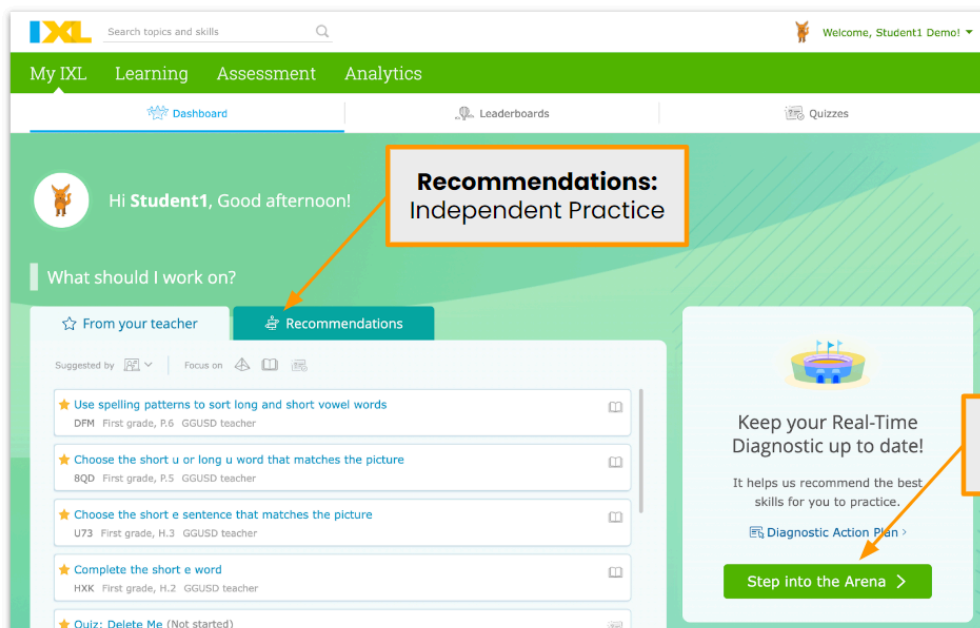 IXL
Search topics and skills
Welcome, Student1 Demo!
My IXL Learning Assessment Analytics
Dashboard Leaderboards Quizzes
Recommendations:
Independent Practice
Hi Student1, Good afternoon!
What should I work on?
From your teacher Recommendations
Suggested by Focus on
Use spelling patterns to sort long and short vowel words
DFM First grade, P.6 GGUSD teacher
Choose the short u or long u word that matches the picture
8QD First grade, P.5 GGUSD teacher
Choose the short e sentence that matches the picture
U73 First grade, H.3 GGUSD teacher
Complete the short e word
HXK First grade, H.2 GGUSD teacher
Quiz: Delete Me (Not started)
Keep your Real-Time
Diagnostic up to date!
It helps us recommend the best
skills for you to practice.
Diagnostic Action Plan >
Step into the Arena >